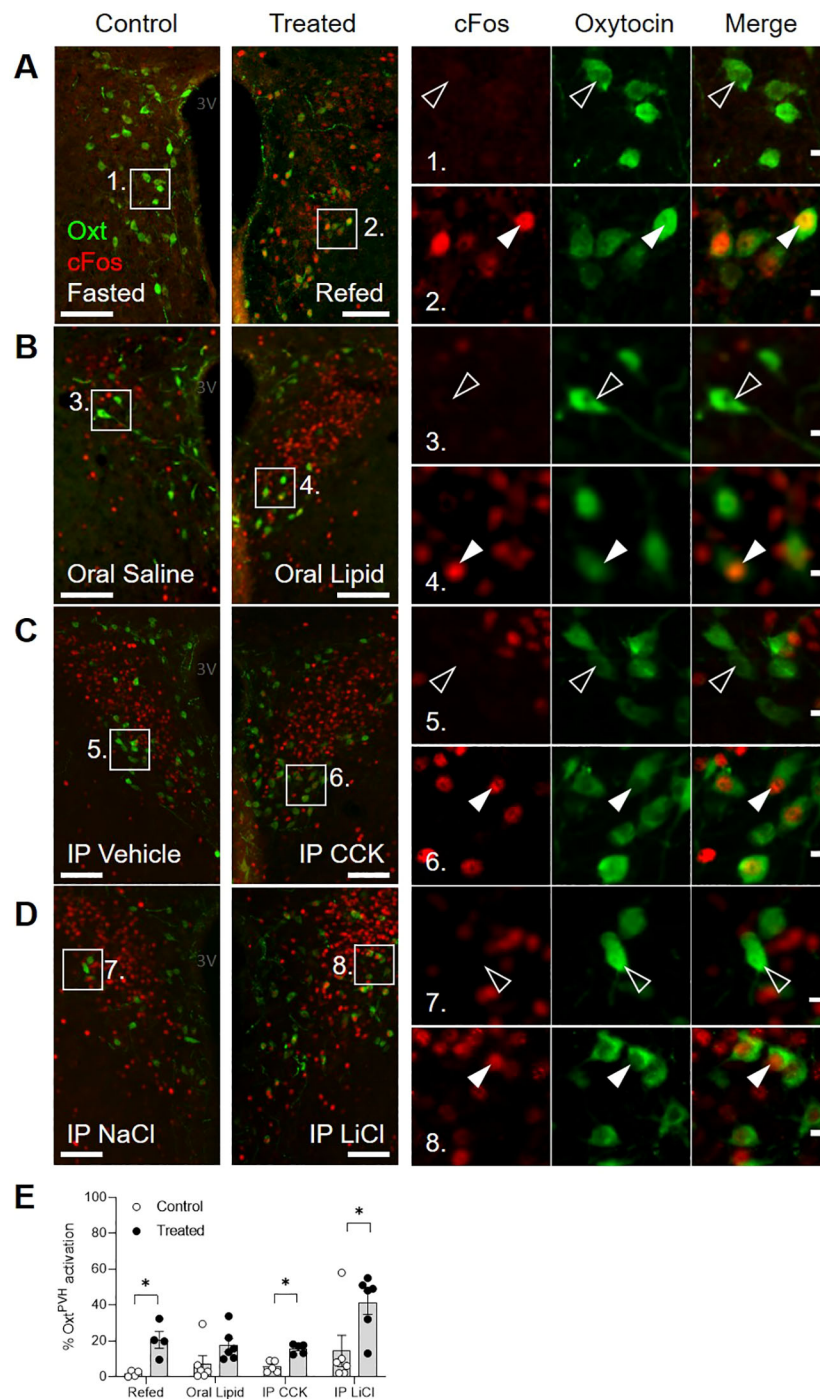 Control Treated cFos Oxytocin Merge
A
3V
1.
2.
Oxt
cFos
Fasted Refed
1.
2.
B
3V
3.
4.
Oral Saline Oral Lipid
3.
4.
C
3V
5.
6.
IP Vehicle IP CCK
5.
6.
D
3V
7.
8.
IP NaCl IP LiCl
7.
8.
E
100
80
60
40
20
0
% Oxt^PVH activation
Control
Treated
* * *
Refed Oral Lipid IP CCK IP LiCl